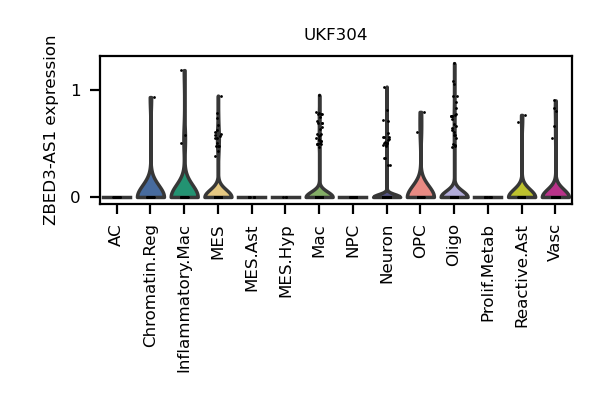 UKF304
ZBED3-AS1 expression
1
0
AC
Chromatin.Reg
Inflammatory.Mac
MES
MES.Ast
MES.Hyp
Mac
NPC
Neuron
OPC
Oligo
Prolif.Metab
Reactive.Ast
Vasc